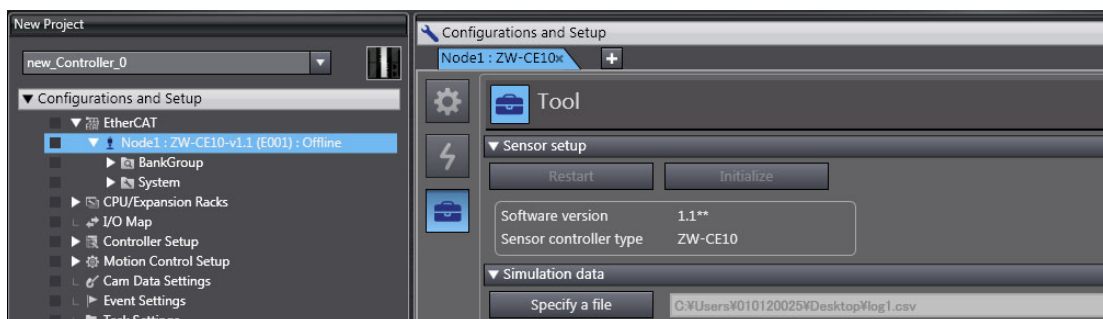 New Project
new_Controller_0
Configurations and Setup
EtherCAT
Node1 : ZW-CE10-v1.1 (E001) : Offline
BankGroup
System
CPU/Expansion Racks
I/O Map
Controller Setup
Motion Control Setup
Cam Data Settings
Event Settings
Task Settings
Configurations and Setup
Node1 : ZW-CE10
Tool
Sensor setup
Restart Initialize
Software version 1.1**
Sensor controller type ZW-CE10
Simulation data
Specify a file C:¥Users¥010120025¥Desktop¥log1.csv